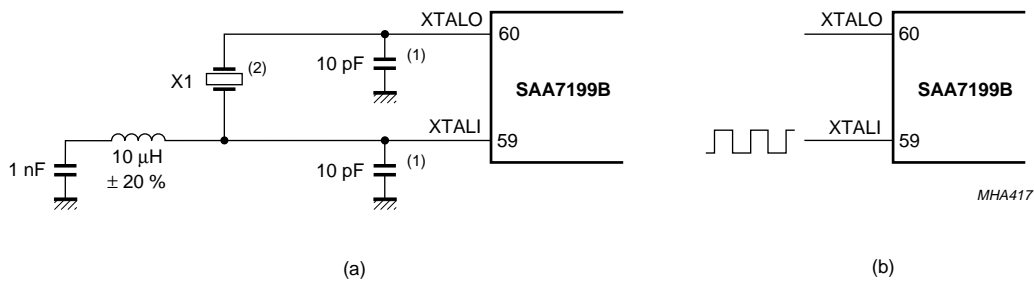 XTALO
60
10 pF
(1)
X1
(2)
SAA7199B
XTALI
59
1 nF
10 μH
± 20 %
10 pF
(1)
(a)
XTALO
60
SAA7199B
XTALI
59
MHA417
(b)